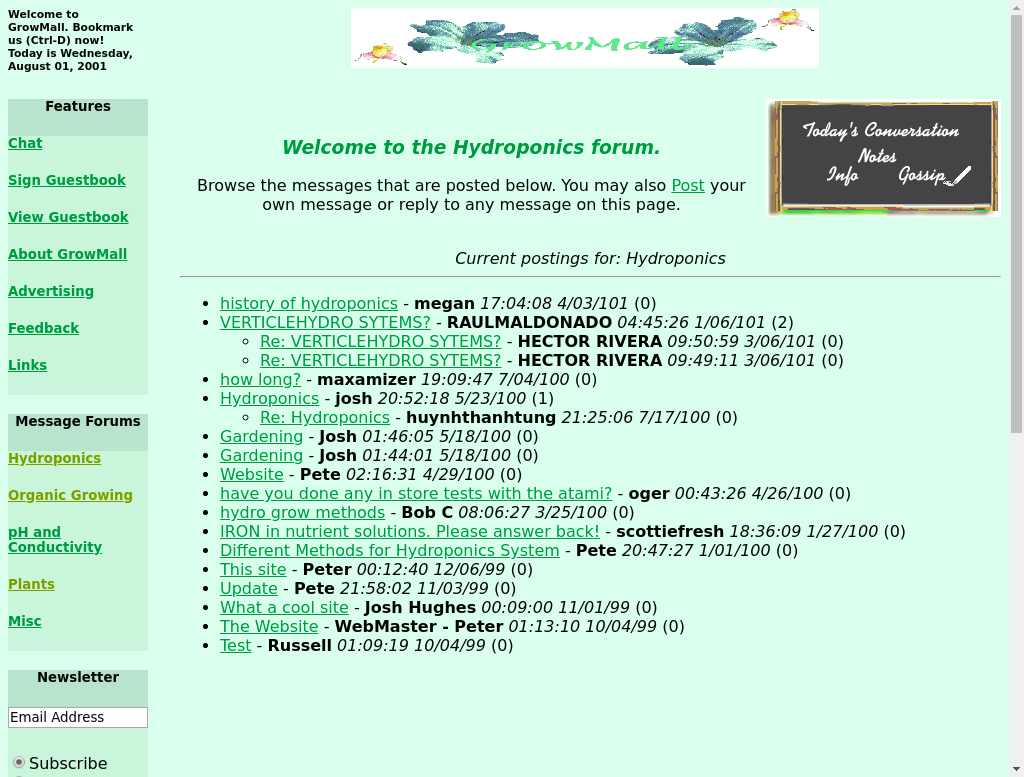 Welcome to
GrowMall. Bookmark
us (Ctrl-D) now!
Today is Wednesday,
August 01, 2001
Features
Chat
Sign Guestbook
View Guestbook
About GrowMall
Advertising
Feedback
Links
Message Forums
Hydroponics
Organic Growing
pH and
Conductivity
Plants
Misc
Newsletter
Email Address
Subscribe
GrowMall
Today's Conversation
Notes
Info Gossip
Welcome to the Hydroponics forum.
Browse the messages that are posted below. You may also Post your
own message or reply to any message on this page.
Current postings for: Hydroponics
history of hydroponics - megan 17:04:08 4/03/101 (0)
VERTICLEHYDRO SYTEMS? - RAULMALDONADO 04:45:26 1/06/101 (2)
Re: VERTICLEHYDRO SYTEMS? - HECTOR RIVERA 09:50:59 3/06/101 (0)
Re: VERTICLEHYDRO SYTEMS? - HECTOR RIVERA 09:49:11 3/06/101 (0)
how long? - maxamizer 19:09:47 7/04/100 (0)
Hydroponics - josh 20:52:18 5/23/100 (1)
Re: Hydroponics - huynhthanhtung 21:25:06 7/17/100 (0)
Gardening - Josh 01:46:05 5/18/100 (0)
Gardening - Josh 01:44:01 5/18/100 (0)
Website - Pete 02:16:31 4/29/100 (0)
have you done any in store tests with the atami? - oger 00:43:26 4/26/100 (0)
hydro grow methods - Bob C 08:06:27 3/25/100 (0)
IRON in nutrient solutions. Please answer back! - scottiefresh 18:36:09 1/27/100 (0)
Different Methods for Hydroponics System - Pete 20:47:27 1/01/100 (0)
This site - Peter 00:12:40 12/06/99 (0)
Update - Pete 21:58:02 11/03/99 (0)
What a cool site - Josh Hughes 00:09:00 11/01/99 (0)
The Website - WebMaster - Peter 01:13:10 10/04/99 (0)
Test - Russell 01:09:19 10/04/99 (0)